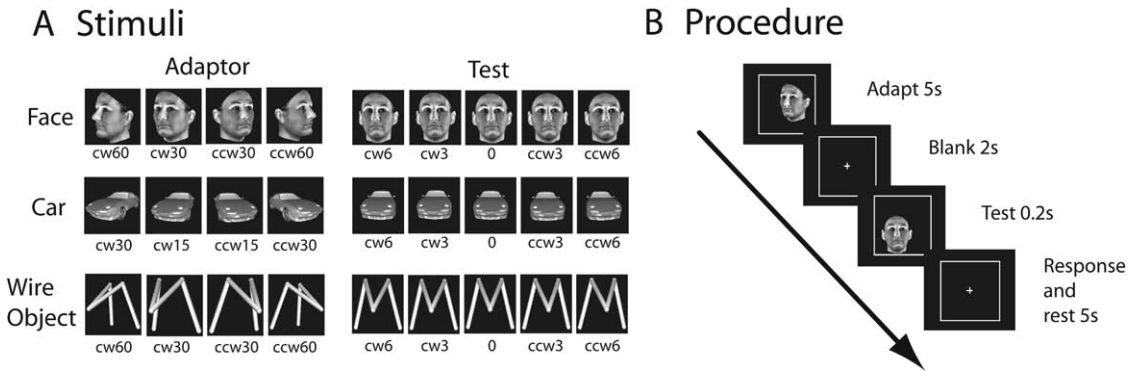 A Stimuli
Adaptor Test
Face
cw60 cw30 ccw30 ccw60 cw6 cw3 0 ccw3 ccw6
Car
cw30 cw15 ccw15 ccw30 cw6 cw3 0 ccw3 ccw6
Wire
Object
cw60 cw30 ccw30 ccw60 cw6 cw3 0 ccw3 ccw6
B Procedure
Adapt 5s
Blank 2s
Test 0.2s
Response
and
rest 5s